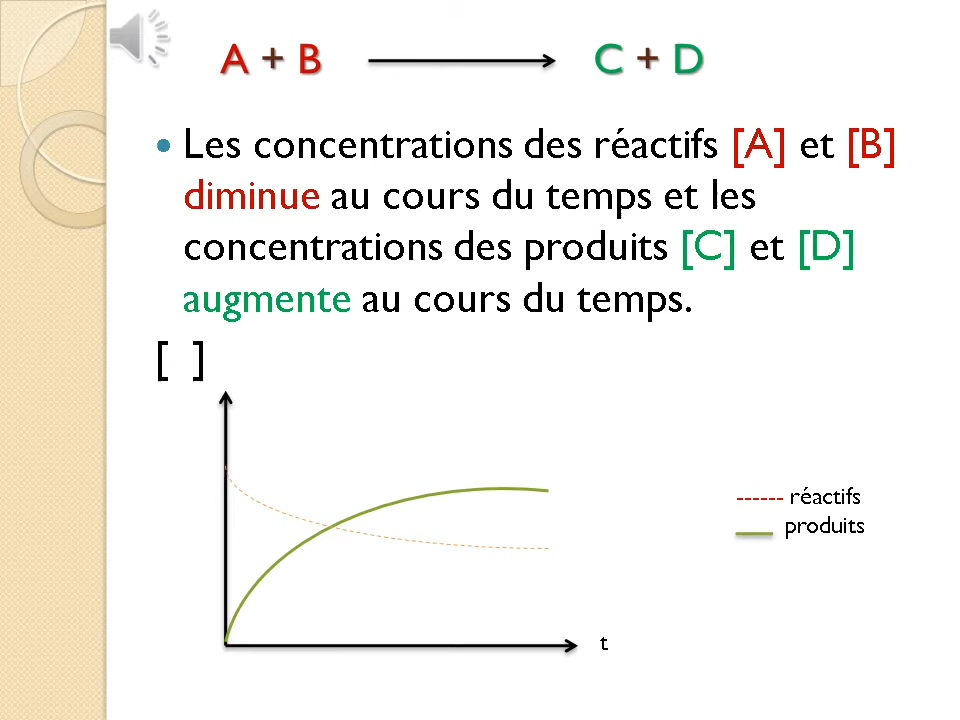 A + B C + D
Les concentrations des réactifs [A] et [B]
diminue au cours du temps et les
concentrations des produits [C] et [D]
augmente au cours du temps.
[ ]
réactifs
produits
t